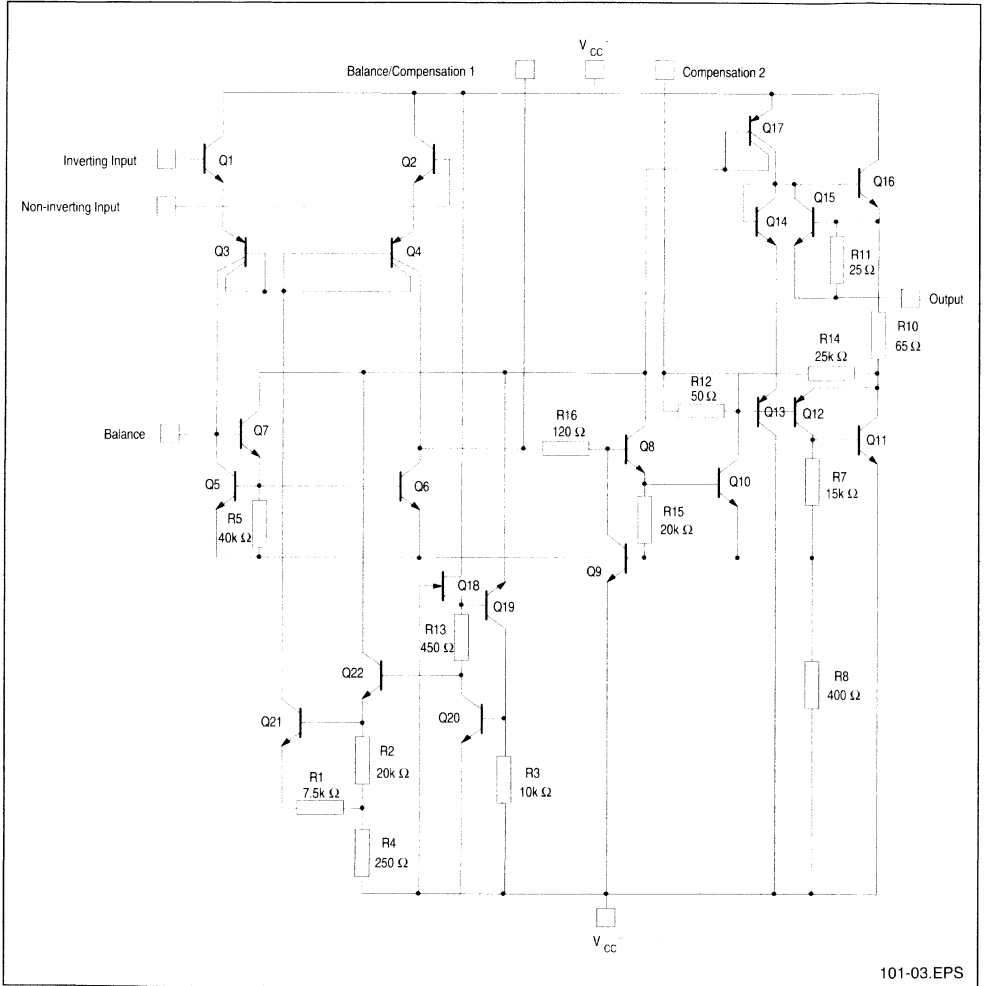 V CC -
Balance/Compensation 1
Compensation 2
Q17
Inverting Input
Q1
Q2
Q16
Q15
Non-inverting Input
Q14
Q3
Q4
R11
25 Ω
Output
R10
65 Ω
R14
25k Ω
R12
50 Ω
R16
120 Ω
Q13
Q12
Balance
Q7
Q8
Q11
Q5
Q6
Q10
R7
15k Ω
R5
40k Ω
R15
20k Ω
Q9
Q18
Q19
R13
450 Ω
Q22
R8
400 Ω
Q21
Q20
R2
20k Ω
R1
7.5k Ω
R3
10k Ω
R4
250 Ω
V CC -
101-03.EPS